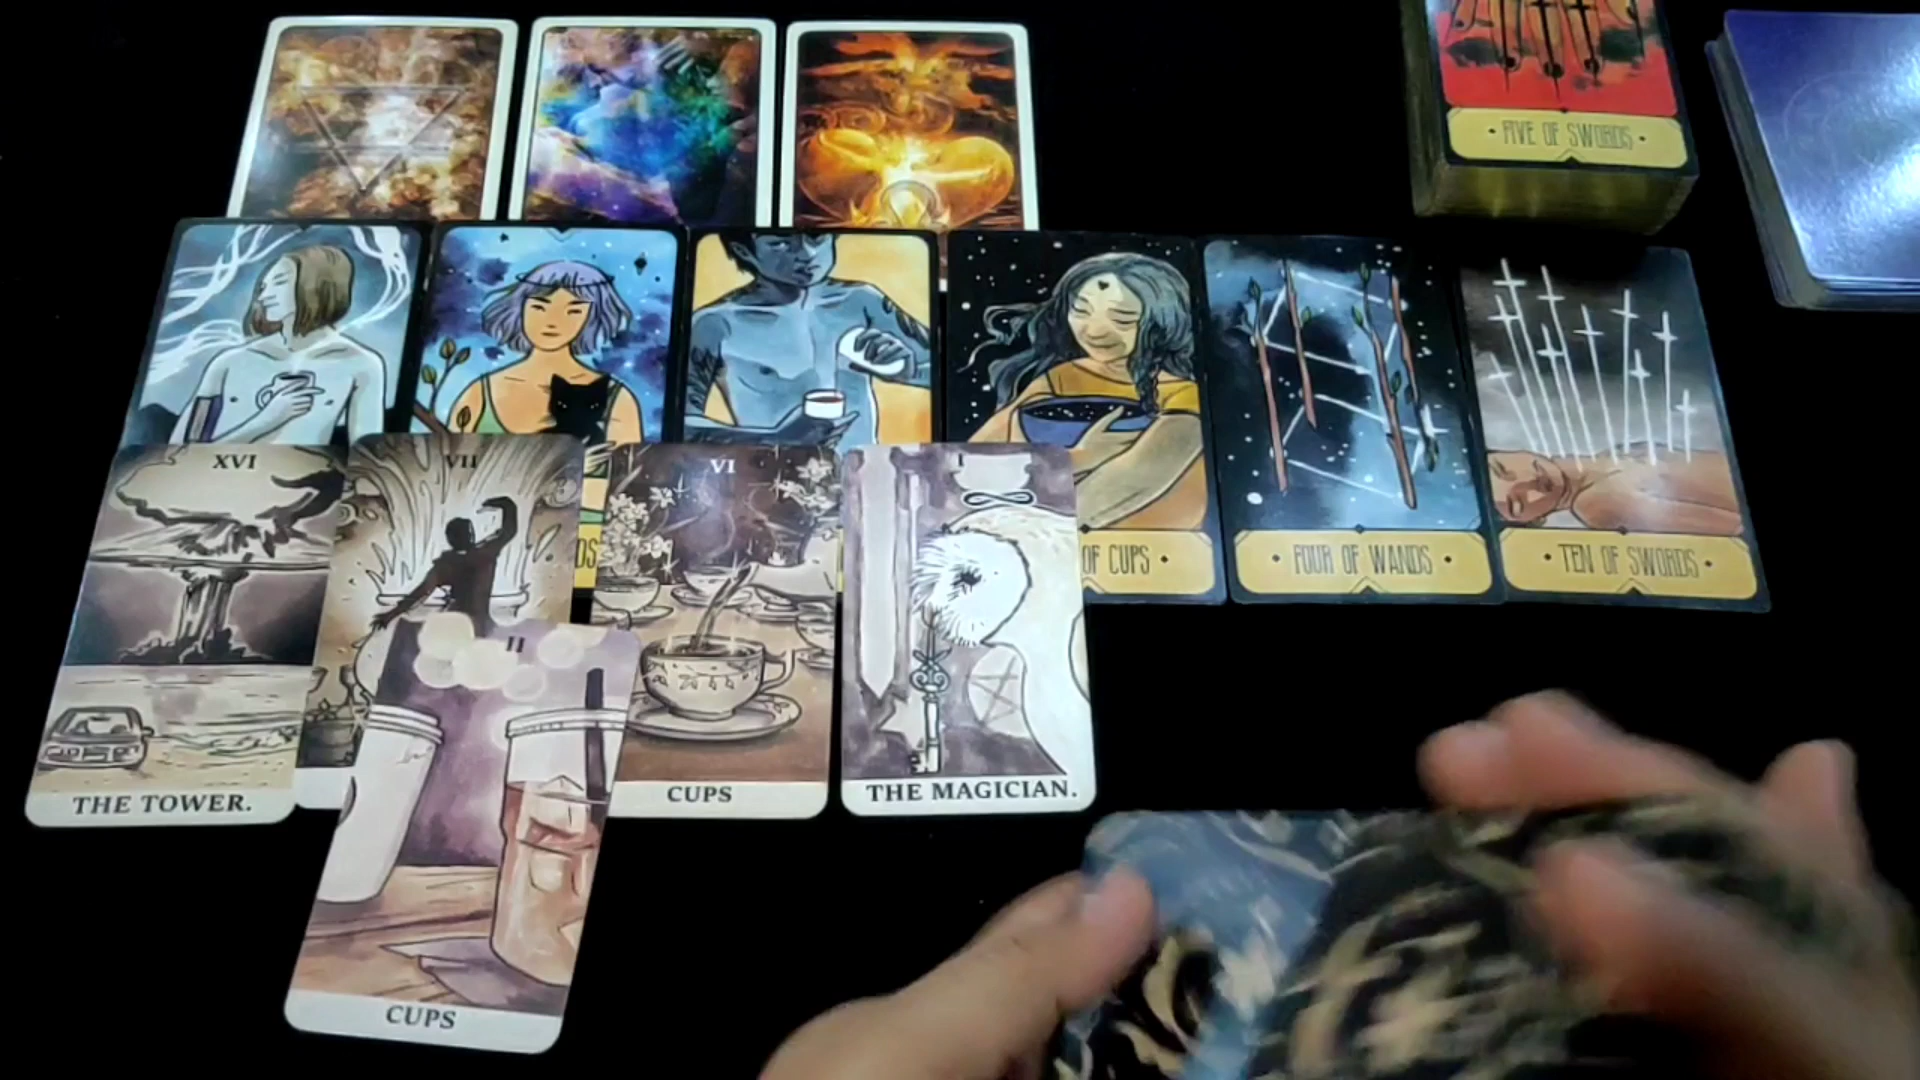 • FIVE OF SWORDS •
DS
OF CUPS •
• FOUR OF WANDS •
• TEN OF SWORDS •
XVI
VII
VI
I
THE TOWER.
CUPS
THE MAGICIAN.
II
CUPS